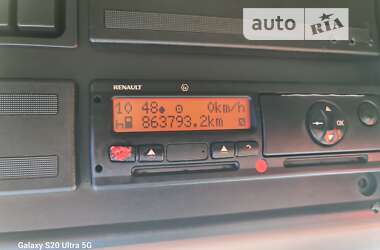 auto RIA
RENAULT
10 48 0km/h
863793.2km
OK
Galaxy S20 Ultra 5G